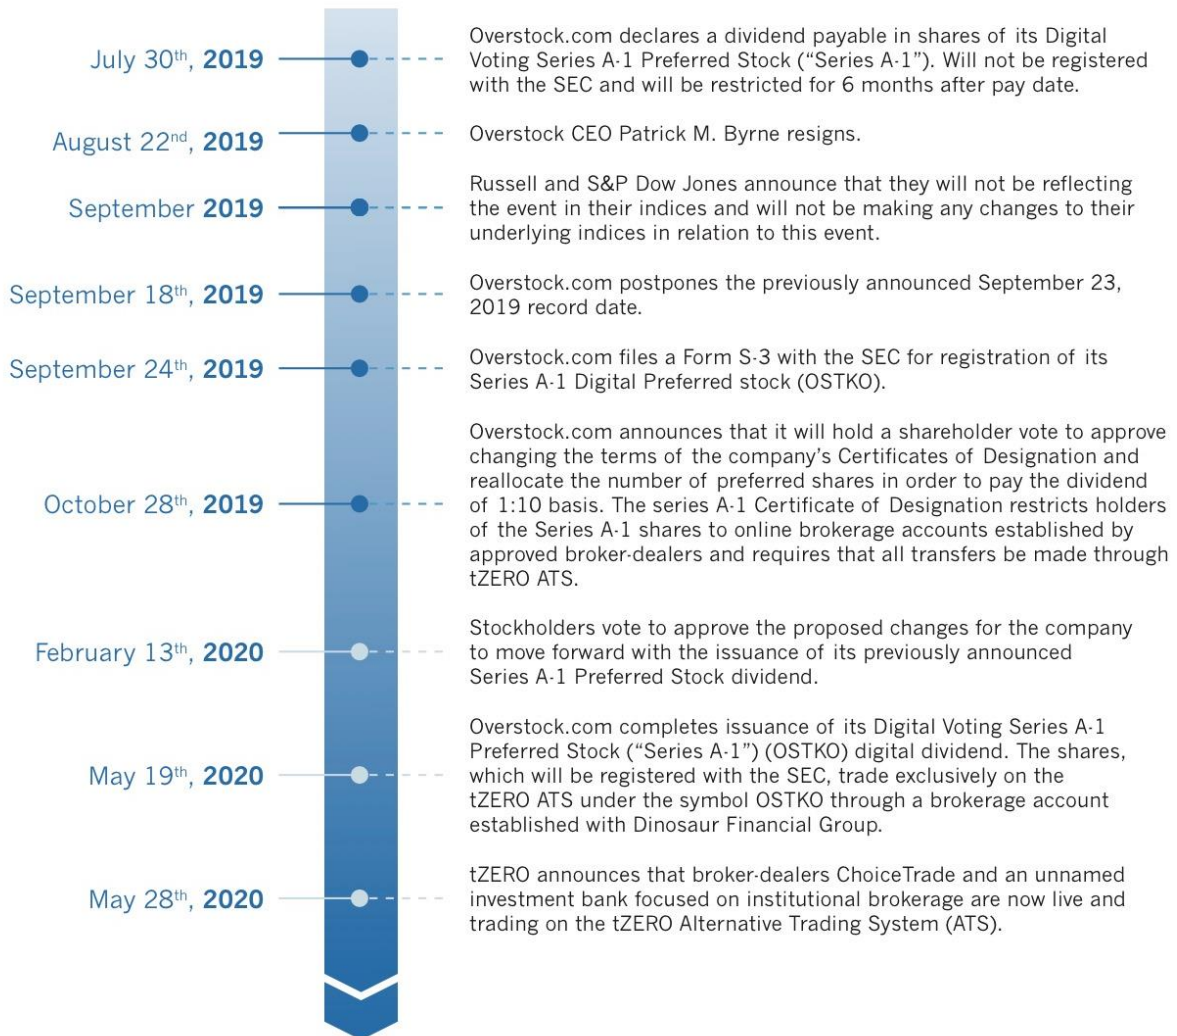 July 30th, 2019
Overstock.com declares a dividend payable in shares of its Digital
Voting Series A-1 Preferred Stock (“Series A-1”). Will not be registered
with the SEC and will be restricted for 6 months after pay date.
August 22nd, 2019
Overstock CEO Patrick M. Byrne resigns.
September 2019
Russell and S&P Dow Jones announce that they will not be reflecting
the event in their indices and will not be making any changes to their
underlying indices in relation to this event.
September 18th, 2019
Overstock.com postpones the previously announced September 23,
2019 record date.
September 24th, 2019
Overstock.com files a Form S-3 with the SEC for registration of its
Series A-1 Digital Preferred stock (OSTKO).
October 28th, 2019
Overstock.com announces that it will hold a shareholder vote to approve
changing the terms of the company’s Certificates of Designation and
reallocate the number of preferred shares in order to pay the dividend
of 1:10 basis. The series A-1 Certificate of Designation restricts holders
of the Series A-1 shares to online brokerage accounts established by
approved broker-dealers and requires that all transfers be made through
tZERO ATS.
February 13th, 2020
Stockholders vote to approve the proposed changes for the company
to move forward with the issuance of its previously announced
Series A-1 Preferred Stock dividend.
May 19th, 2020
Overstock.com completes issuance of its Digital Voting Series A-1
Preferred Stock (“Series A-1”) (OSTKO) digital dividend. The shares,
which will be registered with the SEC, trade exclusively on the
tZERO ATS under the symbol OSTKO through a brokerage account
established with Dinosaur Financial Group.
May 28th, 2020
tZERO announces that broker-dealers ChoiceTrade and an unnamed
investment bank focused on institutional brokerage are now live and
trading on the tZERO Alternative Trading System (ATS).